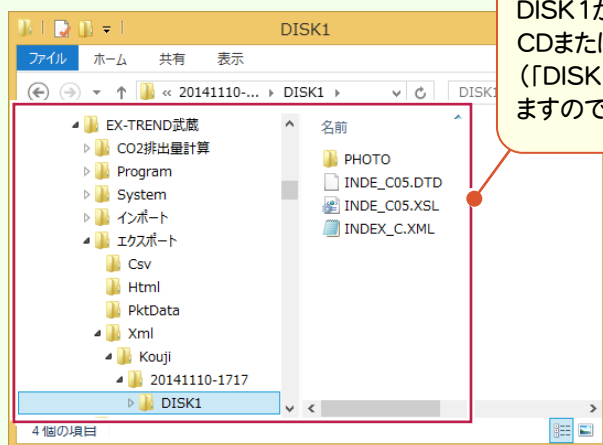 DISK1
ファイル ホーム 共有 表示
« 20141110-... DISK1 DISK1
EX-TREND武蔵
CO2排出量計算
Program
System
インポート
エクスポート
Csv
Html
PktData
Xml
Kouji
20141110-1717
DISK1
名前
PHOTO
INDE_C05.DTD
INDE_C05.XSL
INDEX_C.XML
4 個の項目
DISK1が
CDまたは
(「DISK
ますので